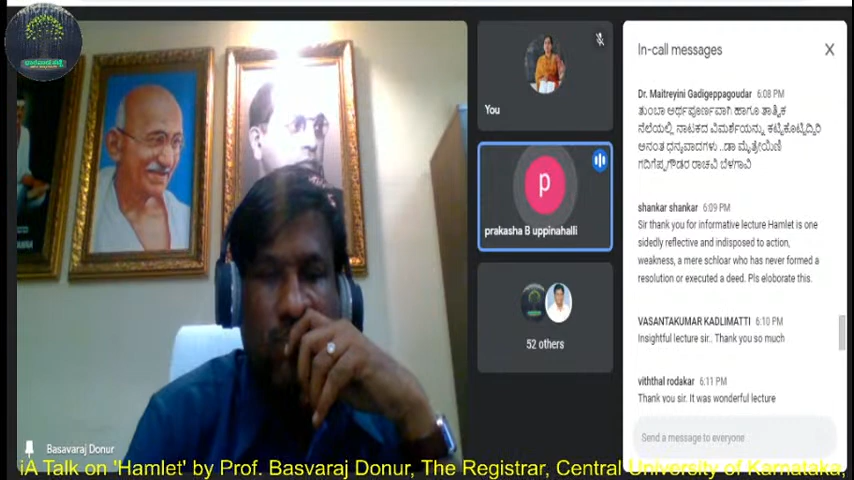 You
prakasha B uppinahalli
p
52 others
Basavaraj Donur
In-call messages
Dr. Maitreyini Gadigeppagoudar 6:08 PM
ತುಂಬಾ ಅರ್ಥಪೂರ್ಣವಾಗಿ ಹಾಗೂ ತಾತ್ವಿಕ
ನೆಲೆಯಲ್ಲಿ ನಾಟಕದ ವಿಮರ್ಶೆಯನ್ನು ಕಟ್ಟಿಕೊಟ್ಟಿದ್ದಿರಿ
ಅನಂತ ಧನ್ಯವಾದಗಳು ..ಡಾ ಮೈತ್ರೇಯಿಣಿ
ಗದಿಗೆಪ್ಪಗೌಡರ ರಾಚವಿ ಬೆಳಗಾವಿ
shankar shankar 6:09 PM
Sir thank you for informative lecture Hamlet is one
sidedly reflective and indisposed to action,
weakness, a mere schloar who has never formed a
resolution or executed a deed. Pls eloborate this.
VASANTAKUMAR KADLIMATTI 6:10 PM
Insightful lecture sir.. Thank you so much
viththal rodakar 6:11 PM
Thank you sir. It was wonderful lecture
Send a message to everyone
iA Talk on 'Hamlet' by Prof. Basvaraj Donur, The Registrar, Central University of Karnataka,